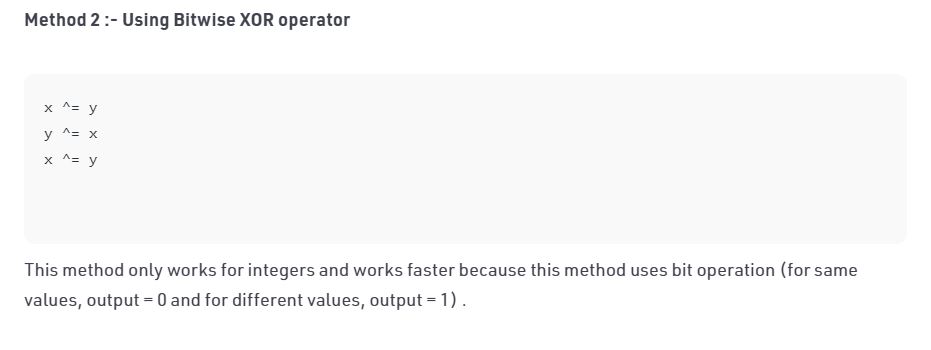 Method 2 :- Using Bitwise XOR operator
x ^= y
y ^= x
x ^= y
This method only works for integers and works faster because this method uses bit operation (for same
values, output = 0 and for different values, output = 1) .